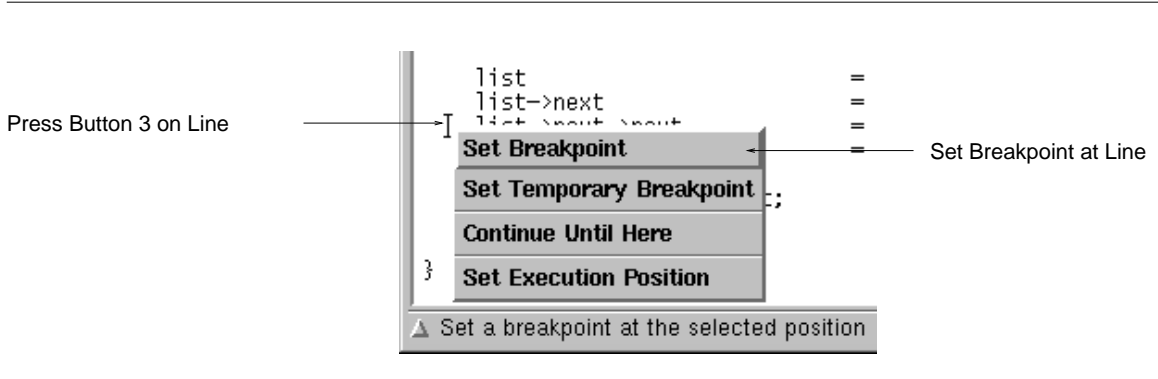 list =
list->next =
Press Button 3 on Line
=
Set Breakpoint =
Set Breakpoint at Line
Set Temporary Breakpoint
;
Continue Until Here
}
Set Execution Position
Set a breakpoint at the selected position